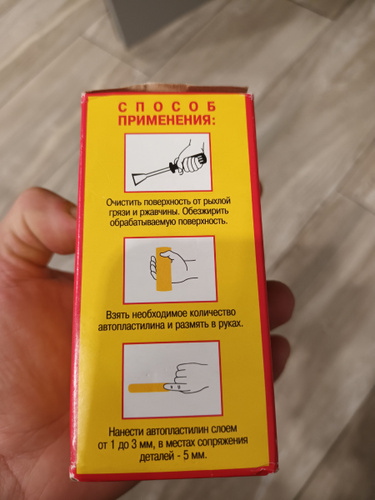 СПОСОБ
ПРИМЕНЕНИЯ:
Очистить поверхность от рыхлой
грязи и ржавчины. Обезжирить
обрабатываемую поверхность.
Взять необходимое количество
автопластилина и размять в руках.
Нанести автопластилин слоем
от 1 до 3 мм, в местах сопряжения
деталей - 5 мм.